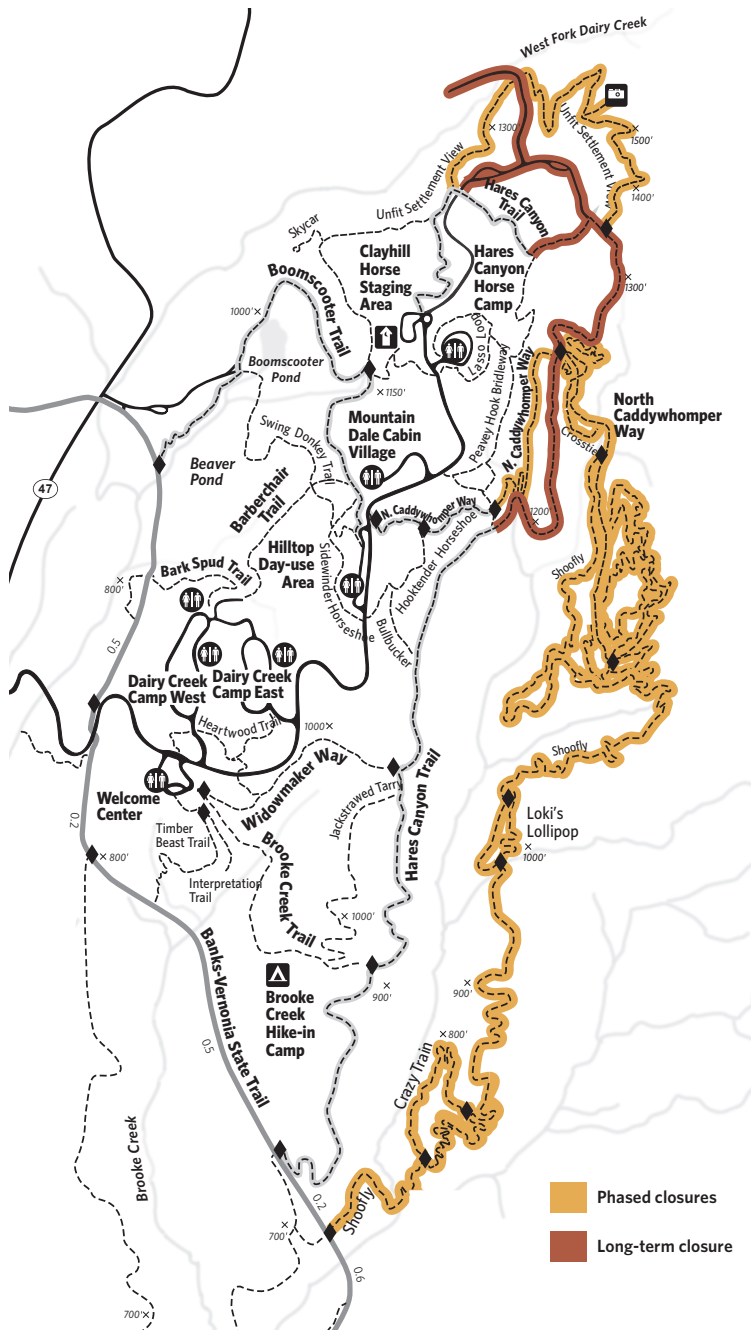 West Fork Dairy Creek
1300'
Unfit Settlement View
1500'
Unfit Settlement View
1400'
Hares Canyon
Trail
Unfit Settlement View
Skycar
Clayhill
Horse
Staging
Area
Hares
Canyon
Horse
Camp
Boomscooter Trail
1300'
1000'
Lasso Loop
Boomscooter Pond
1150'
Peavey Hook Bridleway
N. Caddywhomper Way
North
Caddywhomper
Way
Crosstie
Swing Donkey Trail
Mountain
Dale Cabin
Village
Beaver
Pond
47
Barberchair
Trail
N. Caddywhomper Way
1200'
Hilltop
Day-use
Area
Bark Spud Trail
800'
Sidewinder Horseshoe
Hooktender Horseshoe
Shoofly
Bullbucker
0.5
Dairy Creek
Camp West
Dairy Creek
Camp East
Heartwood Trail
1000'
Shoofly
Widowmaker Way
Welcome
Center
Jackstrawed Tarry
Hares Canyon Trail
Loki's
Lollipop
1000'
0.2
Timber
Beast Trail
800'
Interpretation
Trail
Brooke
Creek Trail
1000'
Banks-Vernonia State Trail
900'
900'
Brooke
Creek
Hike-in
Camp
0.5
800'
Crazy Train
Brooke Creek
Phased closures
0.2
Shoofly
700'
Long-term closure
0.6
700'